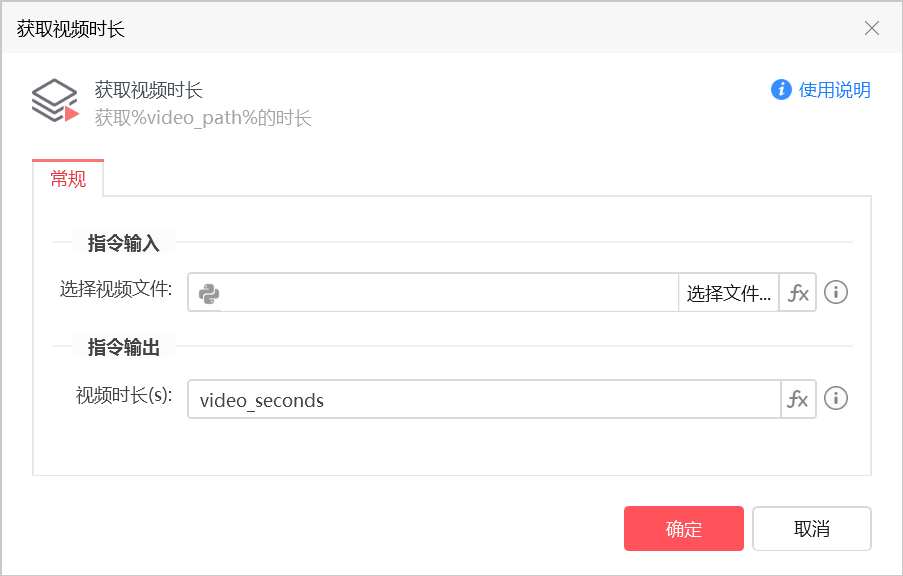 获取视频时长
获取视频时长
使用说明
获取%video_path%的时长
常规
指令输入
选择视频文件:
选择文件...
fx
指令输出
视频时长(s):
video_seconds
fx
确定
取消